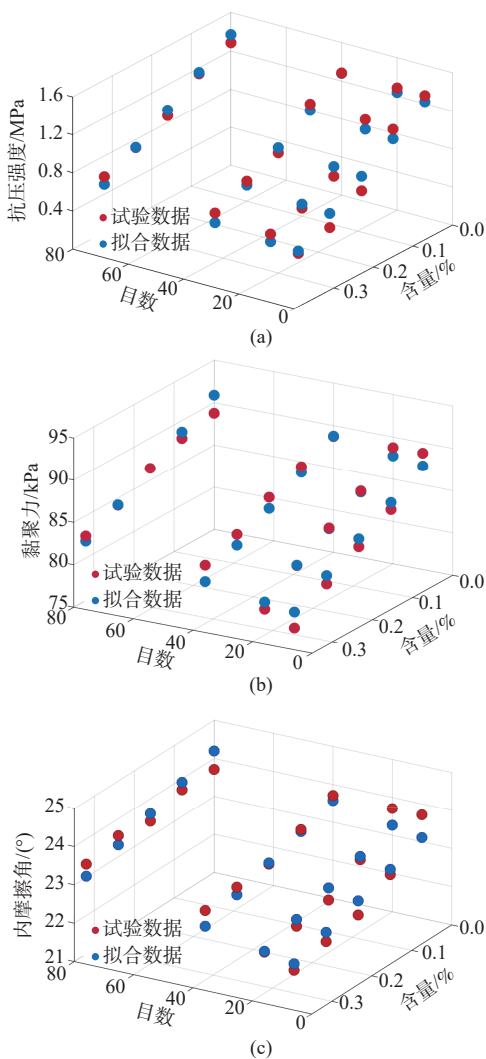 1.6
1.2
0.8
0.4
抗压强度/MPa
试验数据
拟合数据
80
60
40
20
0
目数
0.3
0.2
0.1
0.0
含量/%
(a)
95
90
85
80
75
黏聚力/kPa
试验数据
拟合数据
80
60
40
20
0
目数
0.3
0.2
0.1
0.0
含量/%
(b)
25
24
23
22
21
内摩擦角/(°)
试验数据
拟合数据
80
60
40
20
0
目数
0.3
0.2
0.1
0.0
含量/%
(c)